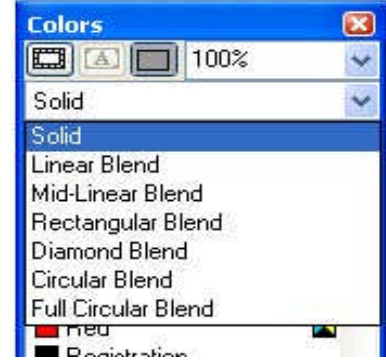 Colors
A 100%
Solid
Solid
Linear Blend
Mid-Linear Blend
Rectangular Blend
Diamond Blend
Circular Blend
Full Circular Blend
Red
Registration